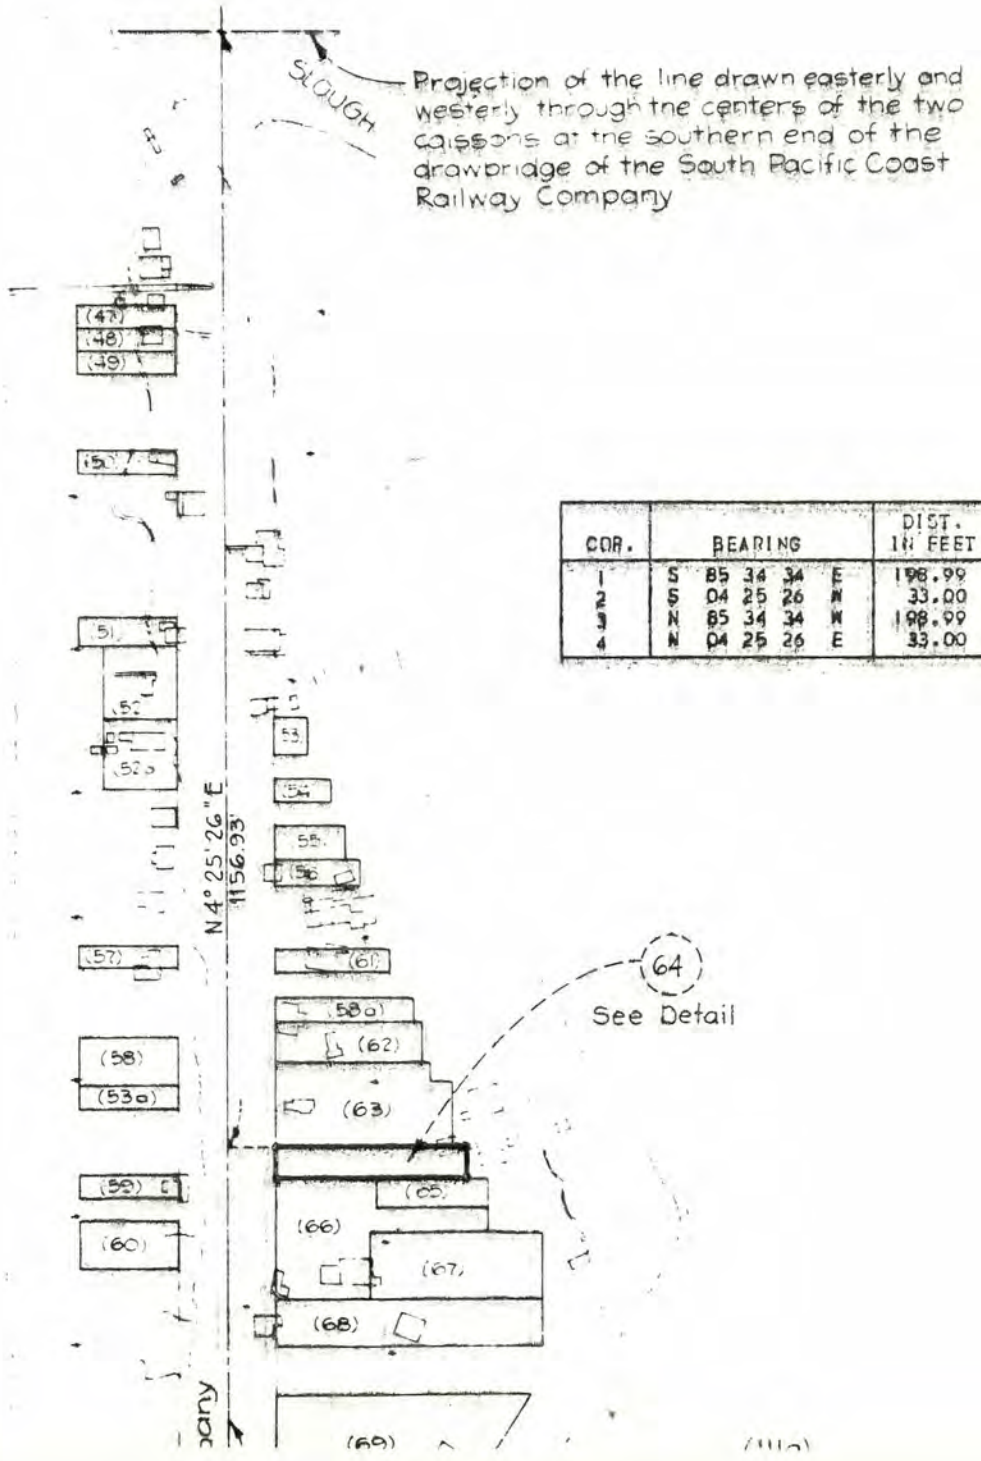 SLOUGH
Projection of the line drawn easterly and
westerly through the centers of the two
caissons at the southern end of the
drawbridge of the South Pacific Coast
Railway Company
(47)
(48)
(49)
(50)
COR. BEARING DIST. IN FEET
1 S 85 34 34 E 198.99
2 S 04 25 26 W 33.00
3 N 85 34 34 W 198.99
4 N 04 25 26 E 33.00
(51)
(52)
(52a
53
(54
55
(56
N 4° 25' 26" E
1156.93'
(57)
(61)
64
See Detail
(58a)
(62)
(58)
(53a)
(63)
(59)
(65)
(66)
(60)
(67)
(68)
pany
(69)